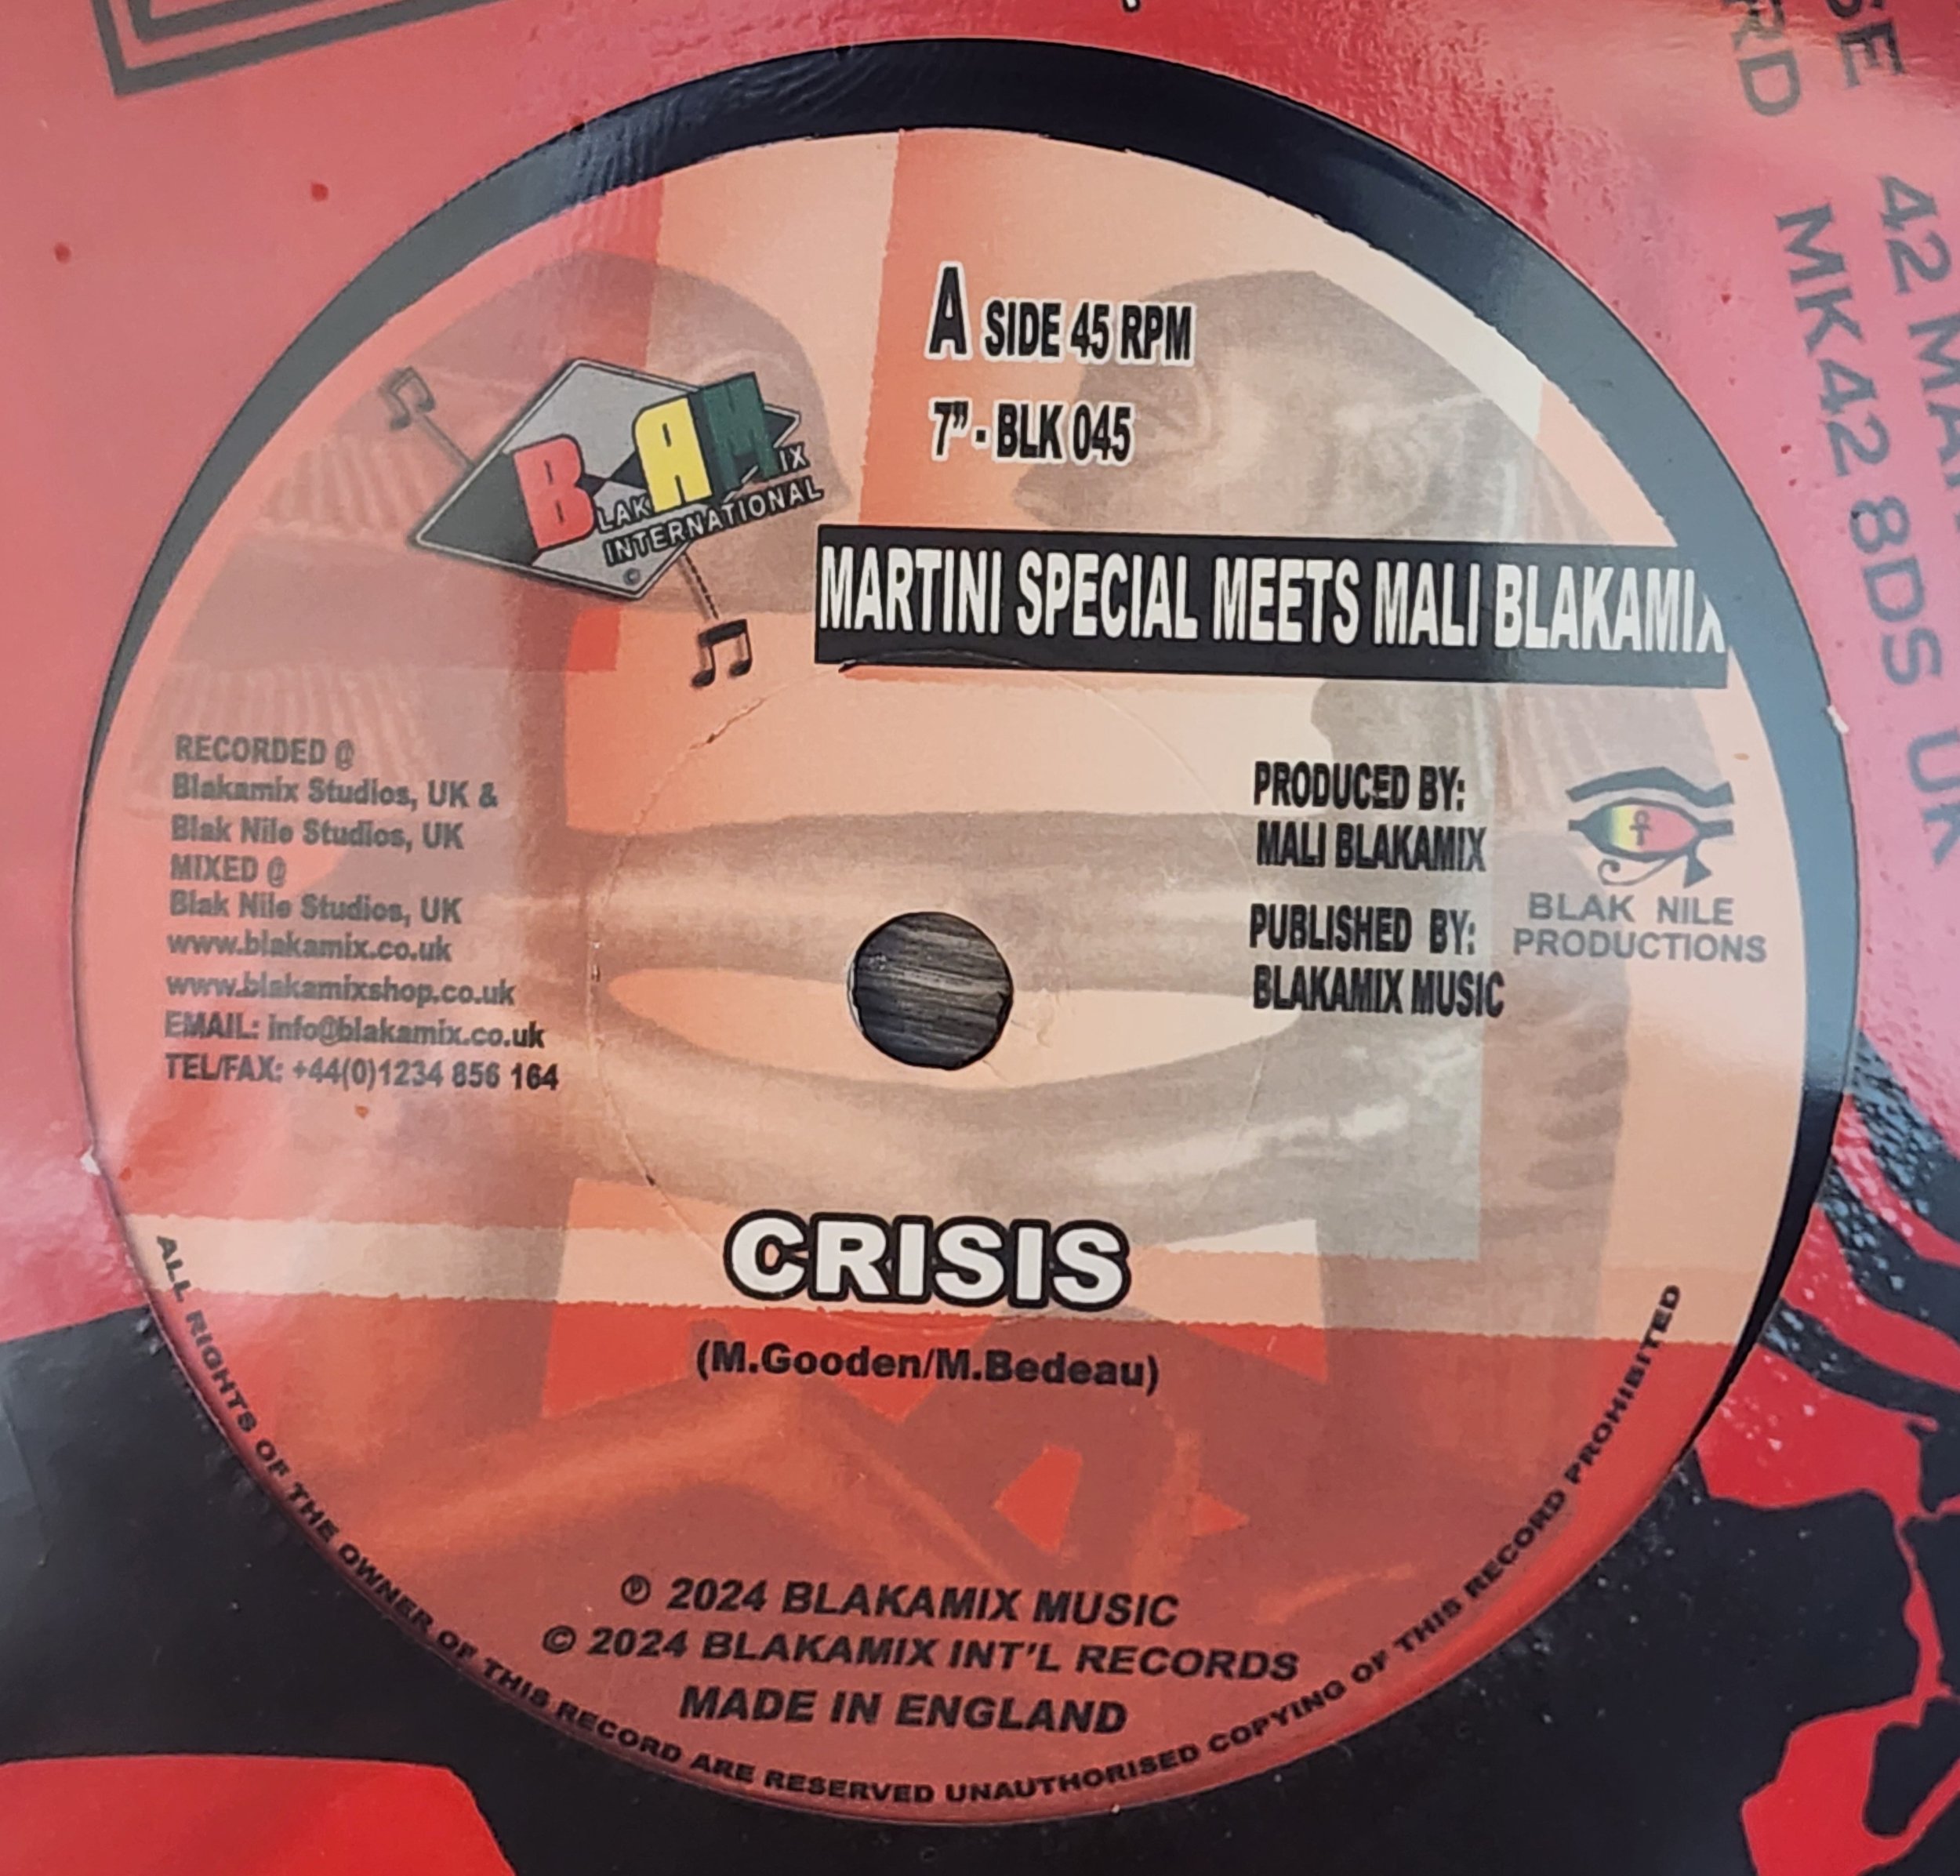 A SIDE 45 RPM
7" - BLK 045
BLAKAMIX
INTERNATIONAL
©
MARTINI SPECIAL MEETS MALI BLAKAMIX
RECORDED @
Blakamix Studios, UK &
Blak Nile Studios, UK
MIXED @
Blak Nile Studios, UK
www.blakamix.co.uk
www.blakamixshop.co.uk
EMAIL: info@blakamix.co.uk
TEL/FAX: +44(0)1234 856 164
PRODUCED BY:
MALI BLAKAMIX
PUBLISHED BY:
BLAKAMIX MUSIC
BLAK NILE
PRODUCTIONS
CRISIS
(M.Gooden/M.Bedeau)
℗ 2024 BLAKAMIX MUSIC
© 2024 BLAKAMIX INT'L RECORDS
MADE IN ENGLAND
ALL RIGHTS OF THE OWNER OF THIS RECORD ARE RESERVED UNAUTHORISED COPYING OF THIS RECORD PROHIBITED
42
MK42 8DS UK